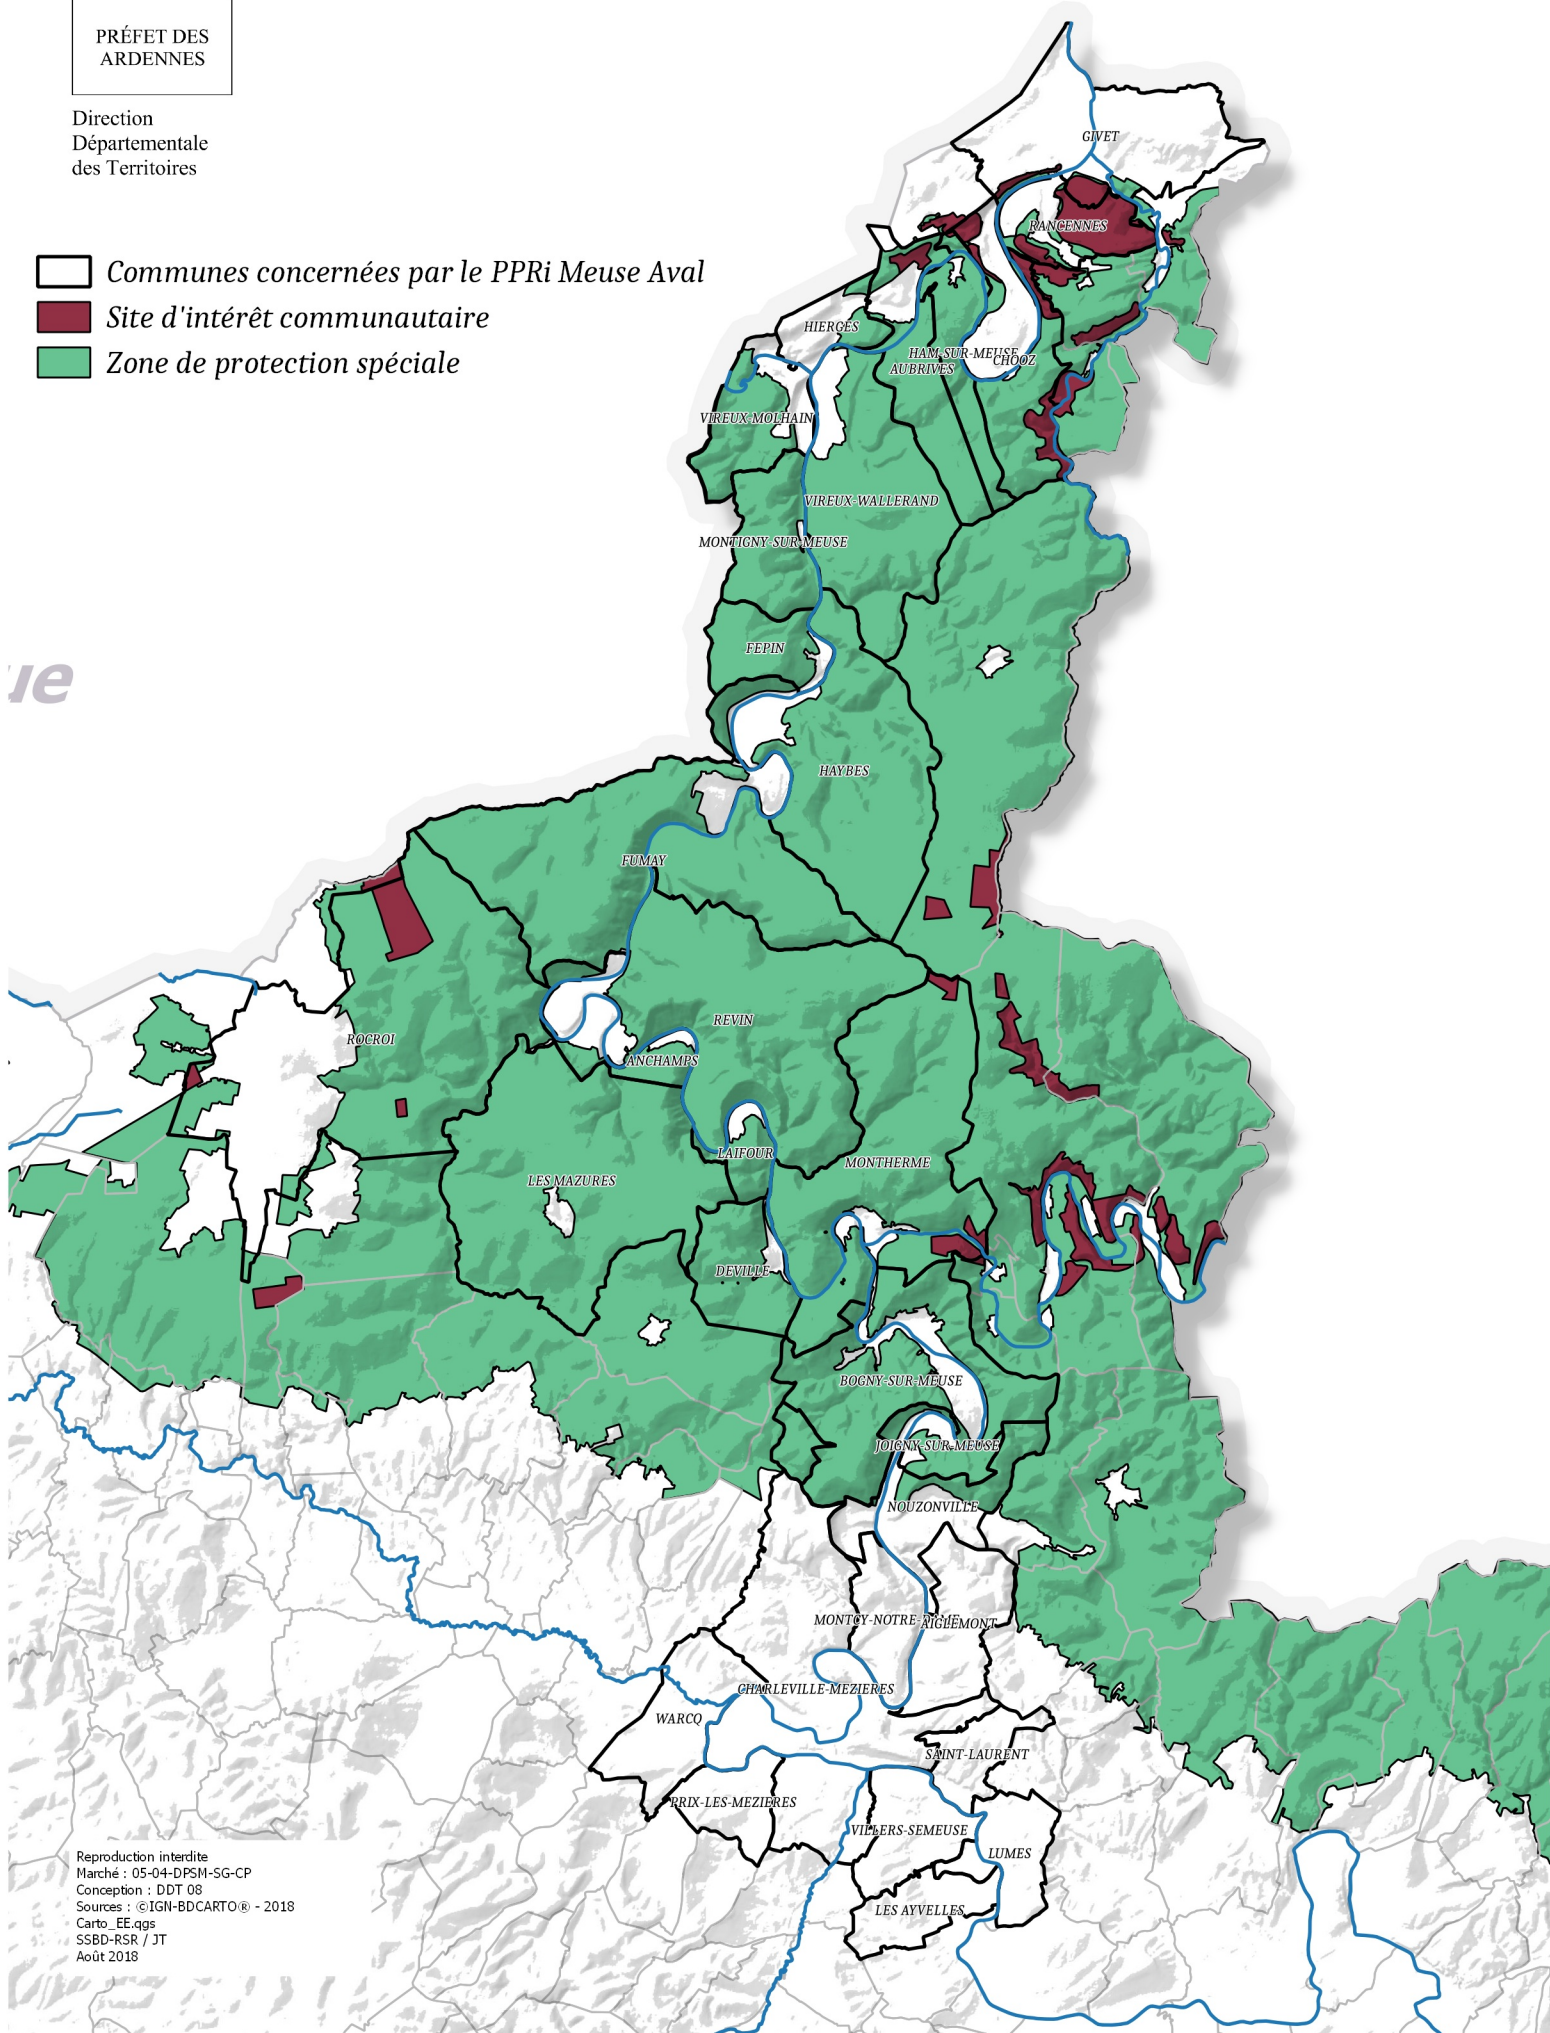 PRÉFET DES
ARDENNES
Direction
Départementale
des Territoires
Communes concernées par le PPRi Meuse Aval
Site d'intérêt communautaire
Zone de protection spéciale
GIVET
RANCENNES
HIERGES
HAM-SUR-MEUSE
CHOOZ
AUBRIVES
VIREUX-MOLHAIN
VIREUX-WALLERAND
MONTIGNY-SUR-MEUSE
FEPIN
ue
HAYBES
FUMAY
REVIN
ROCROI
ANCHAMPS
LAIFOUR
MONTHERME
LES MAZURES
DEVILLE
BOGNY-SUR-MEUSE
JOIGNY-SUR-MEUSE
NOUZONVILLE
MONTCY-NOTRE-
AIGLEMONT
CHARLEVILLE-MEZIERES
WARCQ
SAINT-LAURENT
PRIX-LES-MEZIERES
VILLERS-SEMEUSE
LUMES
LES AYVELLES
Reproduction interdite
Marché : 05-04-DPSM-SG-CP
Conception : DDT 08
Sources : ©IGN-BDCARTO® - 2018
Carto_EE.qgs
SSBD-RSR / JT
Août 2018